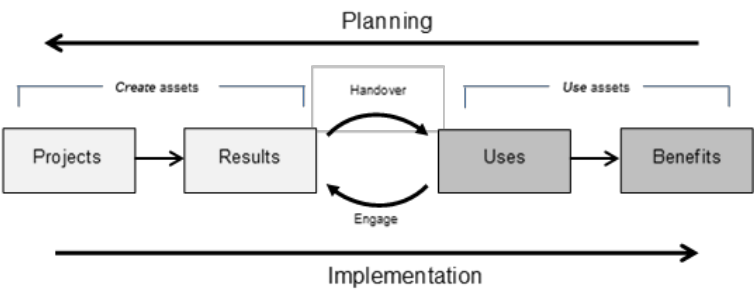 Planning
Create assets
Handover
Use assets
Projects
Results
Uses
Benefits
Engage
Implementation